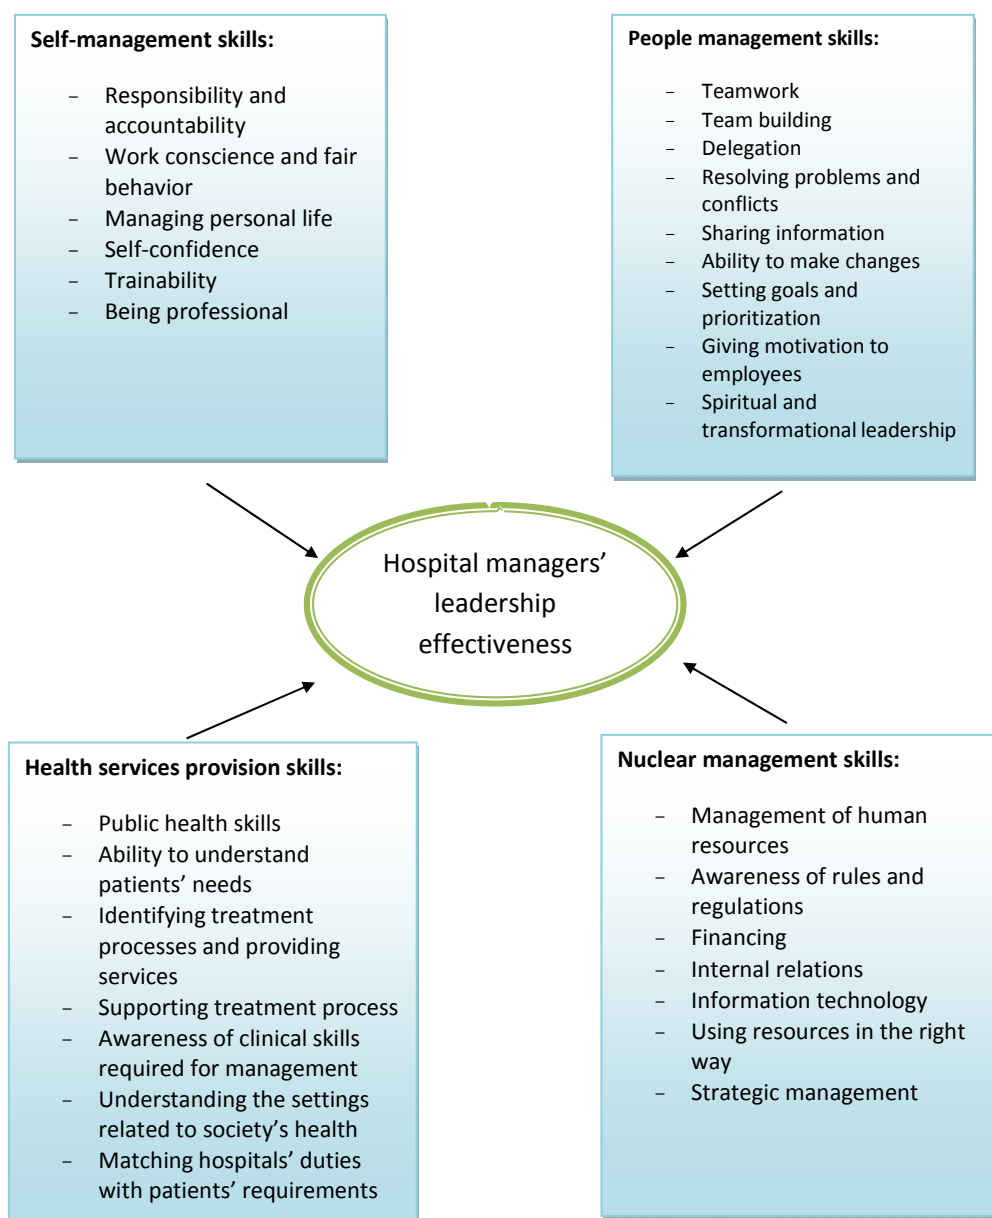 Self-management skills:
– Responsibility and
accountability
– Work conscience and fair
behavior
– Managing personal life
– Self-confidence
– Trainability
– Being professional
People management skills:
– Teamwork
– Team building
– Delegation
– Resolving problems and
conflicts
– Sharing information
– Ability to make changes
– Setting goals and
prioritization
– Giving motivation to
employees
– Spiritual and
transformational leadership
Hospital managers’
leadership
effectiveness
Health services provision skills:
– Public health skills
– Ability to understand
patients’ needs
– Identifying treatment
processes and providing
services
– Supporting treatment process
– Awareness of clinical skills
required for management
– Understanding the settings
related to society’s health
– Matching hospitals’ duties
with patients’ requirements
Nuclear management skills:
– Management of human
resources
– Awareness of rules and
regulations
– Financing
– Internal relations
– Information technology
– Using resources in the right
way
– Strategic management